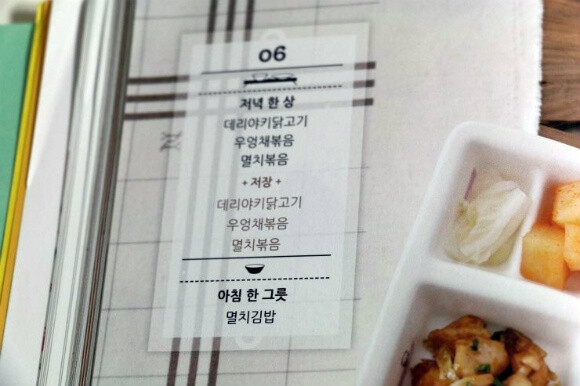 06
저녁 한 상
데리야키닭고기
우엉채볶음
멸치볶음
+ 저장 +
데리야키닭고기
우엉채볶음
멸치볶음
아침 한 그릇
멸치김밥